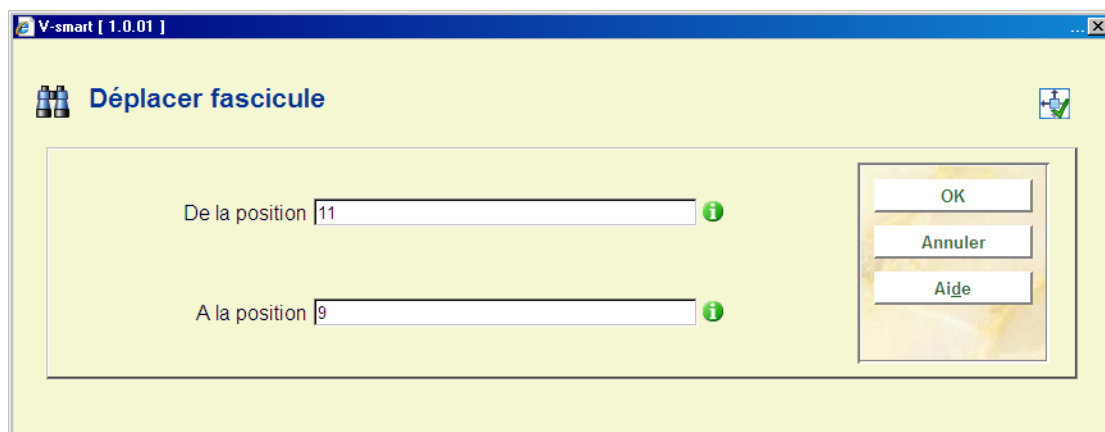 V-smart [ 1.0.01 ]
...
Déplacer fascicule
De la position 11
OK
Annuler
A la position 9
Aide